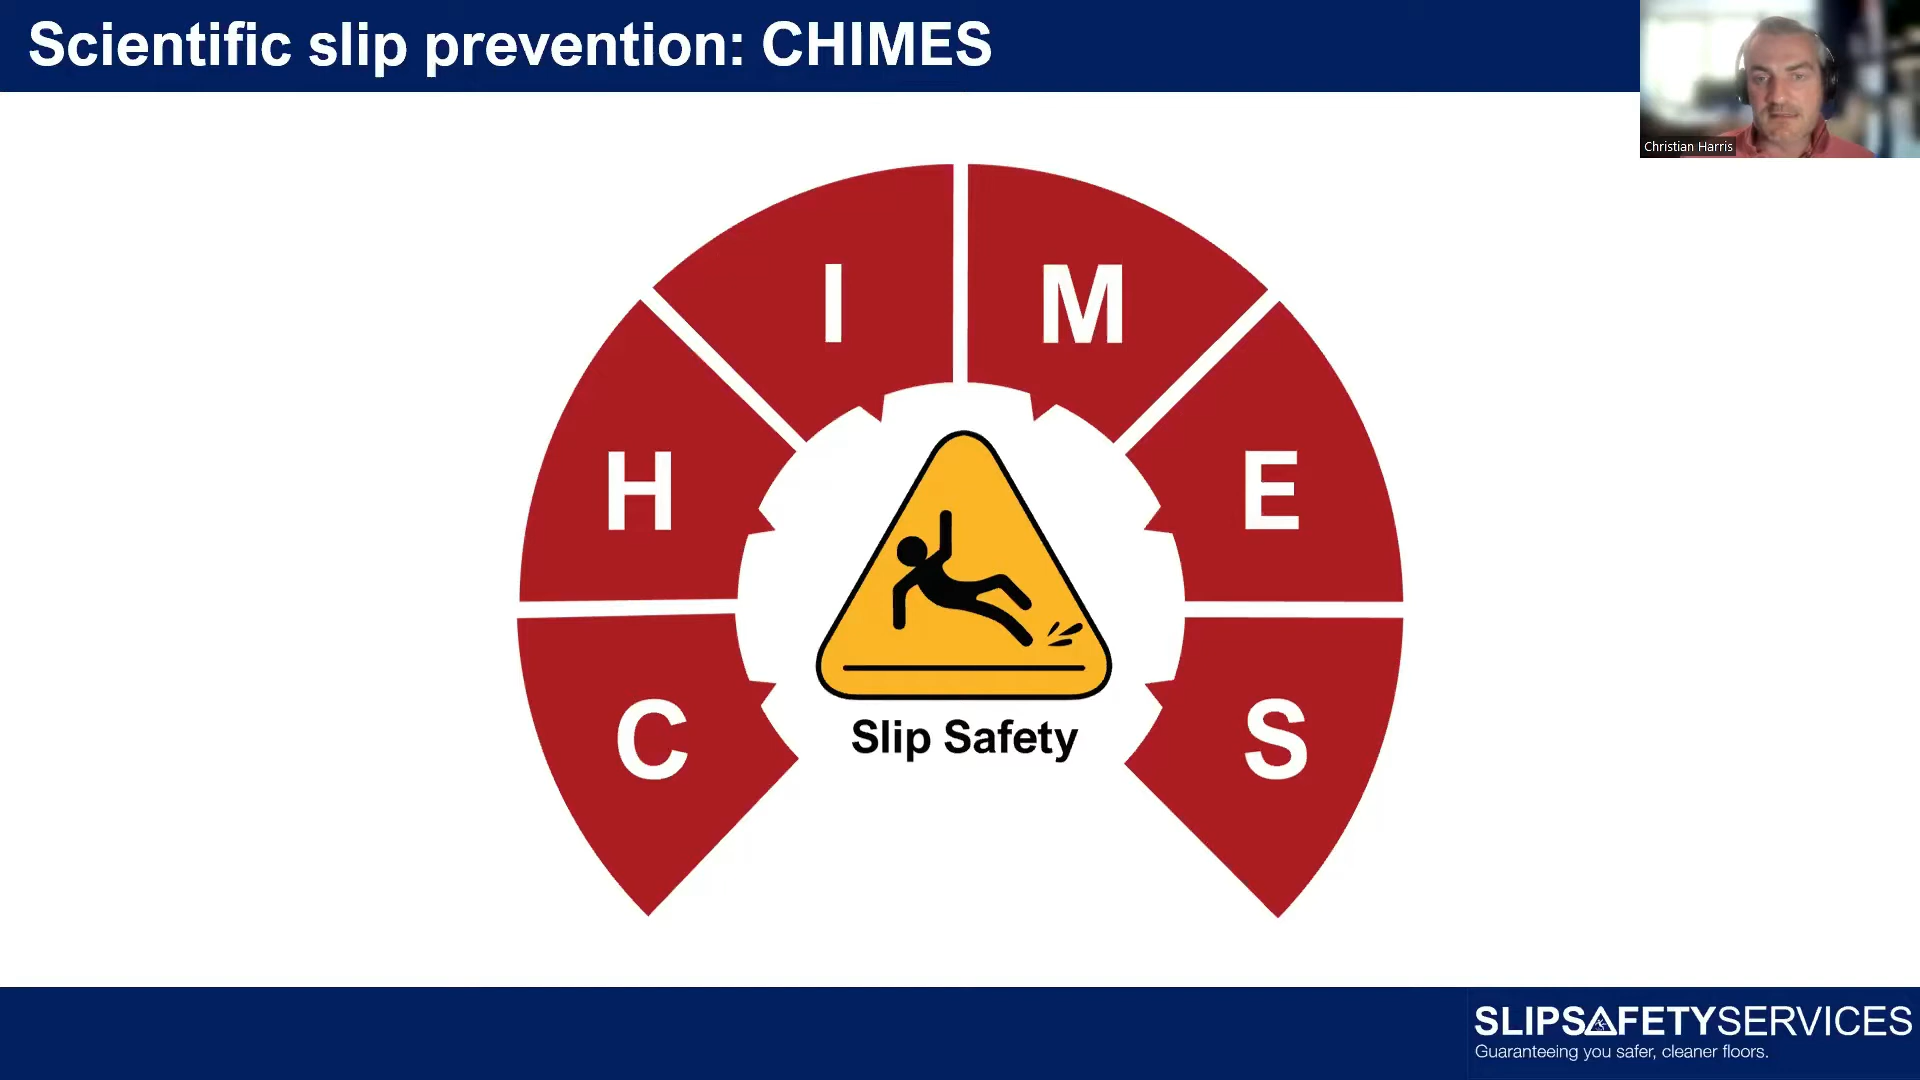 Scientific slip prevention: CHIMES
Christian Harris
C
H
I
M
E
S
Slip Safety
SLIPSAFETYSERVICES
Guaranteeing you safer, cleaner floors.